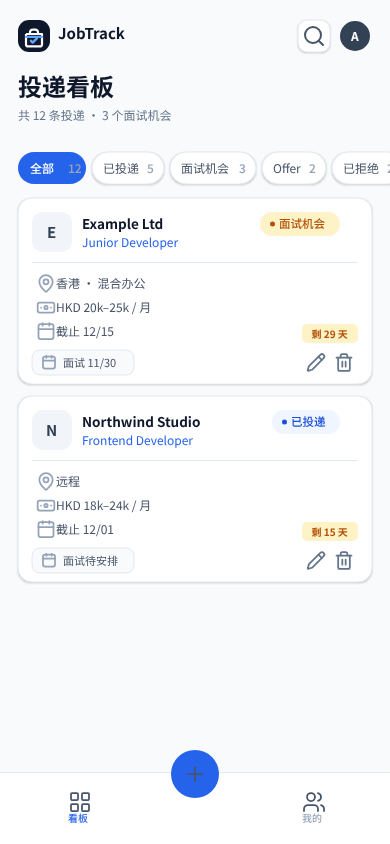 JobTrack
A
投递看板
共 12 条投递 · 3 个面试机会
全部 12 已投递 5 面试机会 3 Offer 2 已拒绝
E
Example Ltd
面试机会
Junior Developer
香港 · 混合办公
HKD 20k–25k / 月
截止 12/15
剩 29 天
面试 11/30
N
Northwind Studio
已投递
Frontend Developer
远程
HKD 18k–24k / 月
截止 12/01
剩 15 天
面试待安排
看板
我的